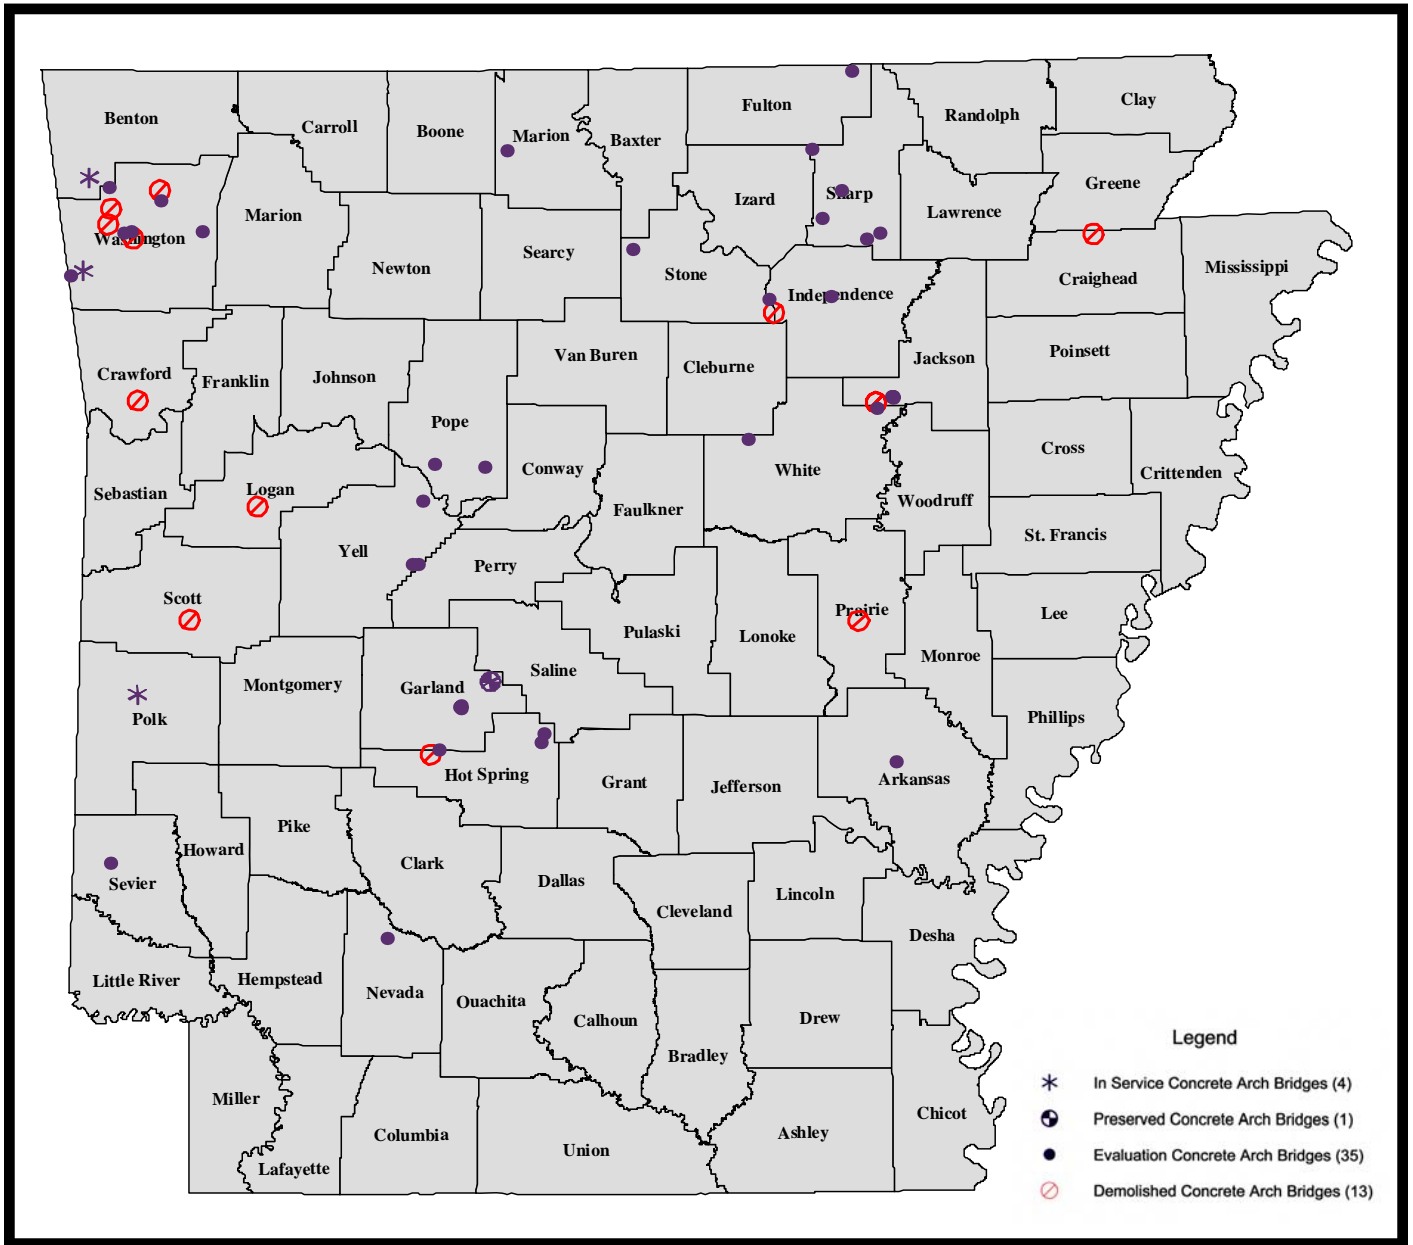 Benton
Carroll
Boone
Marion
Baxter
Fulton
Randolph
Clay
Izard
Sharp
Lawrence
Greene
Washington
Marion
Newton
Searcy
Stone
Independence
Craighead
Mississippi
Crawford
Franklin
Johnson
Van Buren
Cleburne
Jackson
Poinsett
Pope
Conway
White
Cross
Crittenden
Sebastian
Logan
Faulkner
Woodruff
St. Francis
Yell
Perry
Scott
Prairie
Lee
Pulaski
Lonoke
Monroe
Montgomery
Garland
Saline
Polk
Phillips
Hot Spring
Grant
Jefferson
Arkansas
Pike
Howard
Clark
Sevier
Dallas
Lincoln
Cleveland
Desha
Little River
Hempstead
Nevada
Ouachita
Calhoun
Drew
Bradley
Miller
Lafayette
Columbia
Union
Ashley
Chicot
Legend
In Service Concrete Arch Bridges (4)
Preserved Concrete Arch Bridges (1)
Evaluation Concrete Arch Bridges (35)
Demolished Concrete Arch Bridges (13)